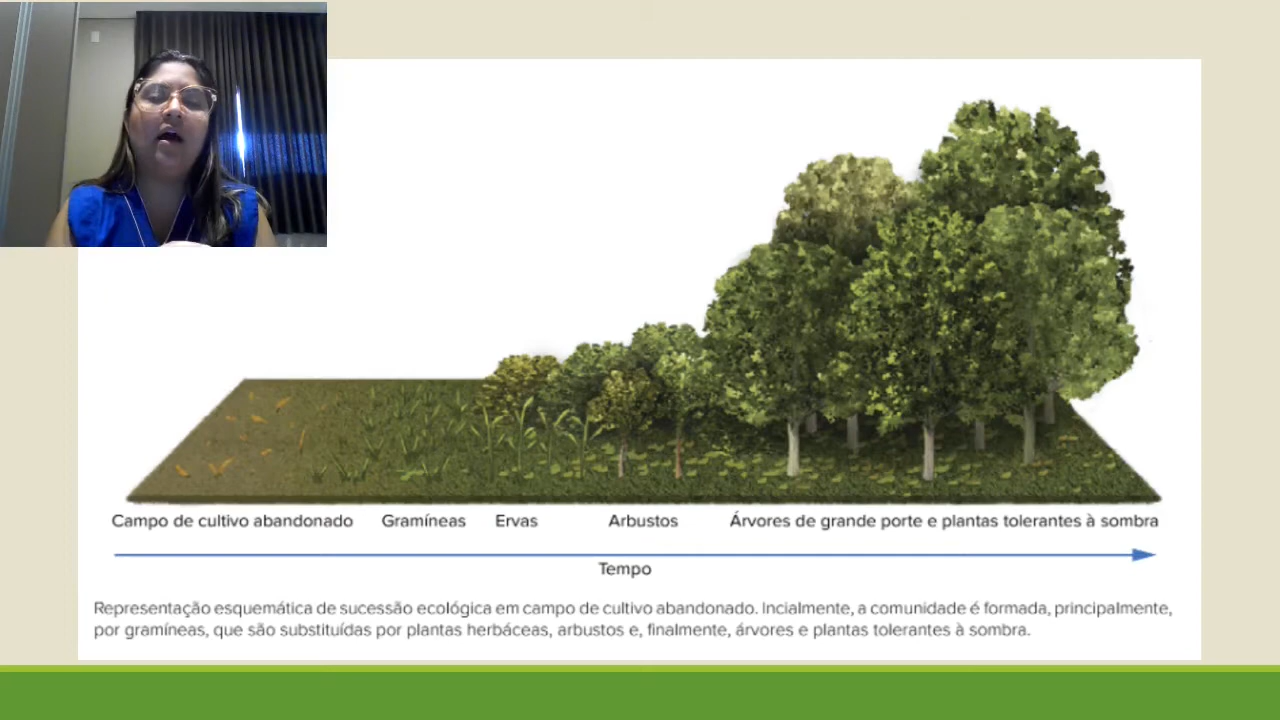 Campo de cultivo abandonado Gramíneas Ervas Arbustos Árvores de grande porte e plantas tolerantes à sombra
Tempo
Representação esquemática de sucessão ecológica em campo de cultivo abandonado. Incialmente, a comunidade é formada, principalmente,
por gramíneas, que são substituídas por plantas herbáceas, arbustos e, finalmente, árvores e plantas tolerantes à sombra.